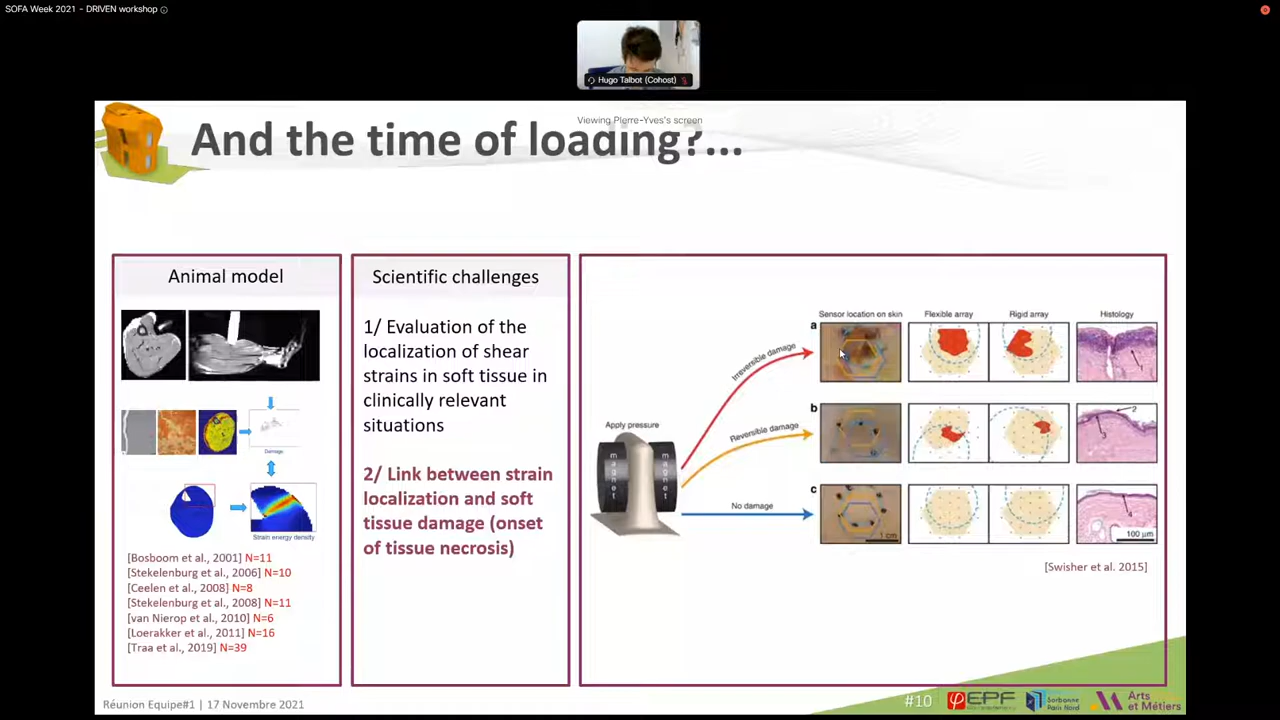 SOFA Week 2021 - DRIVEN workshop
Hugo Talbot (Cohost)
Viewing Pierre-Yves's screen
And the time of loading?...
Animal model
Damage
Strain energy density
[Bosboom et al., 2001] N=11
[Stekelenburg et al., 2006] N=10
[Ceelen et al., 2008] N=8
[Stekelenburg et al., 2008] N=11
[van Nierop et al., 2010] N=6
[Loerakker et al., 2011] N=16
[Traa et al., 2019] N=39
Scientific challenges
1/ Evaluation of the
localization of shear
strains in soft tissue in
clinically relevant
situations
2/ Link between strain
localization and soft
tissue damage (onset
of tissue necrosis)
Apply pressure
magnet
magnet
Irreversible damage
Reversible damage
No damage
Sensor location on skin
Flexible array
Rigid array
Histology
a
b
2
c
1 cm
100 µm
[Swisher et al. 2015]
Réunion Equipe#1 | 17 Novembre 2021
#10
EPF
Sorbonne
Paris Nord
Arts
et Métiers